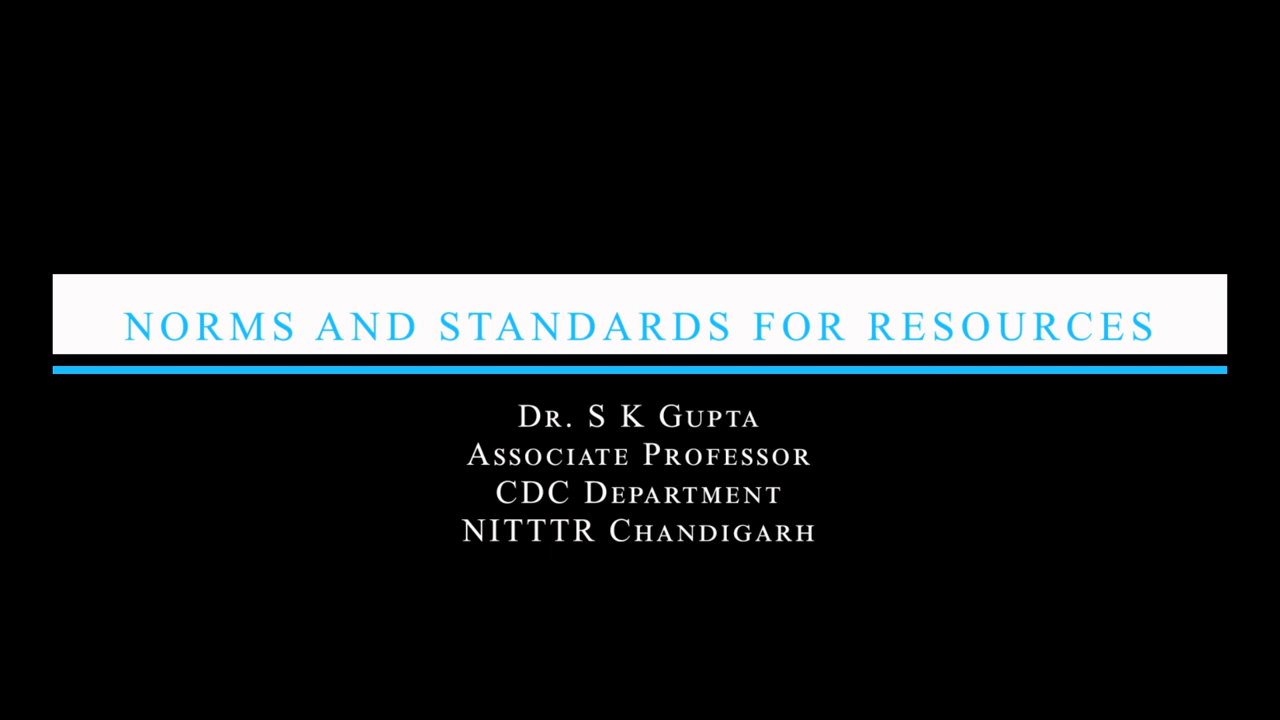 NORMS AND STANDARDS FOR RESOURCES
Dr. S K Gupta
Associate Professor
CDC Department
NITTTR Chandigarh